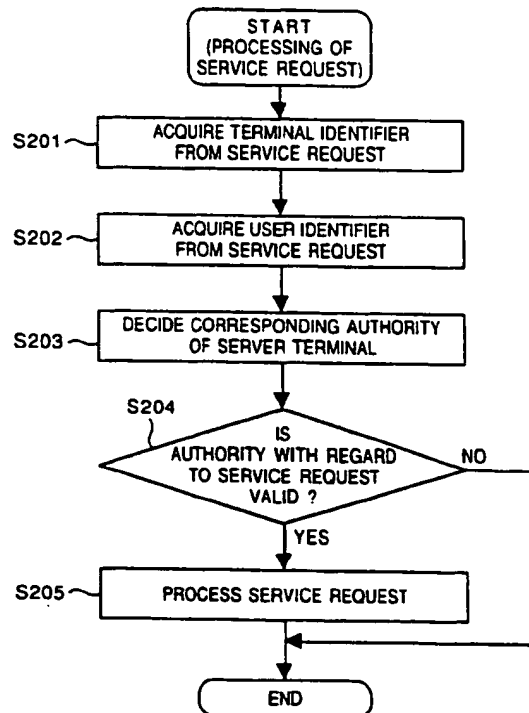 START
(PROCESSING OF
SERVICE REQUEST)
S201
ACQUIRE TERMINAL IDENTIFIER
FROM SERVICE REQUEST
S202
ACQUIRE USER IDENTIFIER
FROM SERVICE REQUEST
S203
DECIDE CORRESPONDING AUTHORITY
OF SERVER TERMINAL
S204
IS
AUTHORITY WITH REGARD
TO SERVICE REQUEST
VALID ?
NO
YES
S205
PROCESS SERVICE REQUEST
END